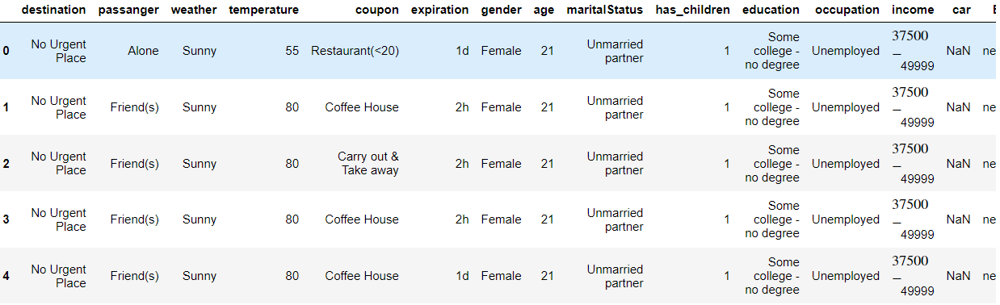 destination passanger weather temperature coupon expiration gender age maritalStatus has_children education occupation income car
0 No Urgent Place Alone Sunny 55 Restaurant(<20) 1d Female 21 Unmarried partner 1 Some college - no degree Unemployed 37500 – 49999 NaN ne
1 No Urgent Place Friend(s) Sunny 80 Coffee House 2h Female 21 Unmarried partner 1 Some college - no degree Unemployed 37500 – 49999 NaN ne
2 No Urgent Place Friend(s) Sunny 80 Carry out & Take away 2h Female 21 Unmarried partner 1 Some college - no degree Unemployed 37500 – 49999 NaN ne
3 No Urgent Place Friend(s) Sunny 80 Coffee House 2h Female 21 Unmarried partner 1 Some college - no degree Unemployed 37500 – 49999 NaN ne
4 No Urgent Place Friend(s) Sunny 80 Coffee House 1d Female 21 Unmarried partner 1 Some college - no degree Unemployed 37500 – 49999 NaN ne